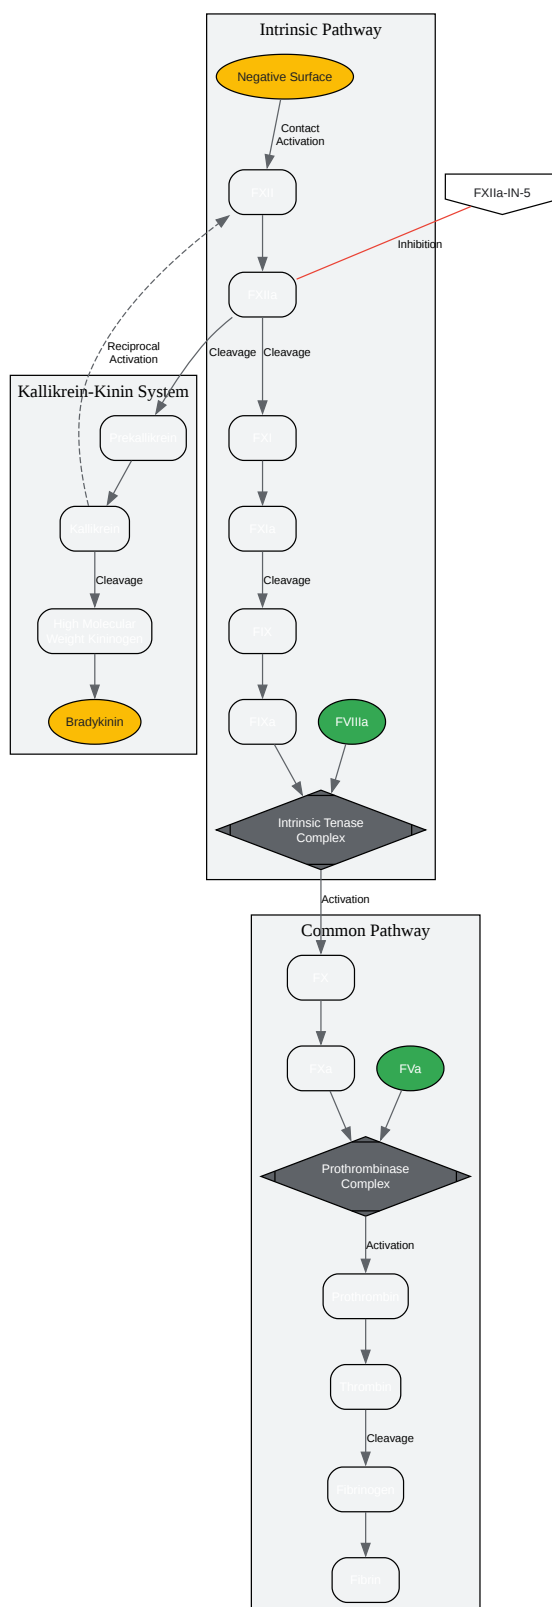 Intrinsic Pathway
Negative Surface
Contact
Activation
FXII
FXIIa-IN-5
Inhibition
FXIIa
Reciprocal
Activation
Cleavage
Cleavage
Kallikrein-Kinin System
Prekallikrein
FXI
Kallikrein
FXIa
Cleavage
Cleavage
High Molecular
Weight Kininogen
FIX
Bradykinin
FIXa
FVIIIa
Intrinsic Tenase
Complex
Activation
Common Pathway
FX
FXa
FVa
Prothrombinase
Complex
Activation
Prothrombin
Thrombin
Cleavage
Fibrinogen
Fibrin